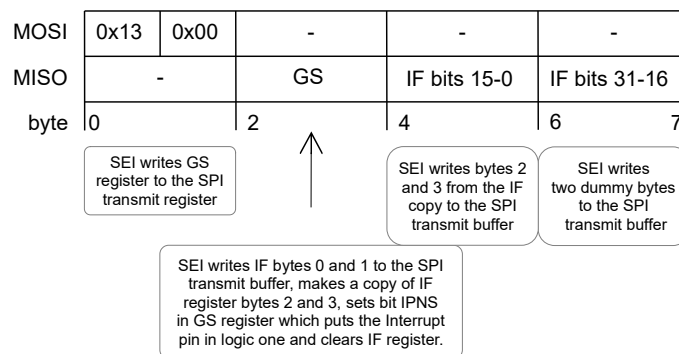 MOSI 0x13 0x00 - - -
MISO - GS IF bits 15-0 IF bits 31-16
byte 0 2 4 6 7
SEI writes GS
register to the SPI
transmit register
SEI writes bytes 2
and 3 from the IF
copy to the SPI
transmit buffer
SEI writes
two dummy bytes
to the SPI
transmit buffer
SEI writes IF bytes 0 and 1 to the SPI
transmit buffer, makes a copy of IF
register bytes 2 and 3, sets bit IPNS
in GS register which puts the Interrupt
pin in logic one and clears IF register.